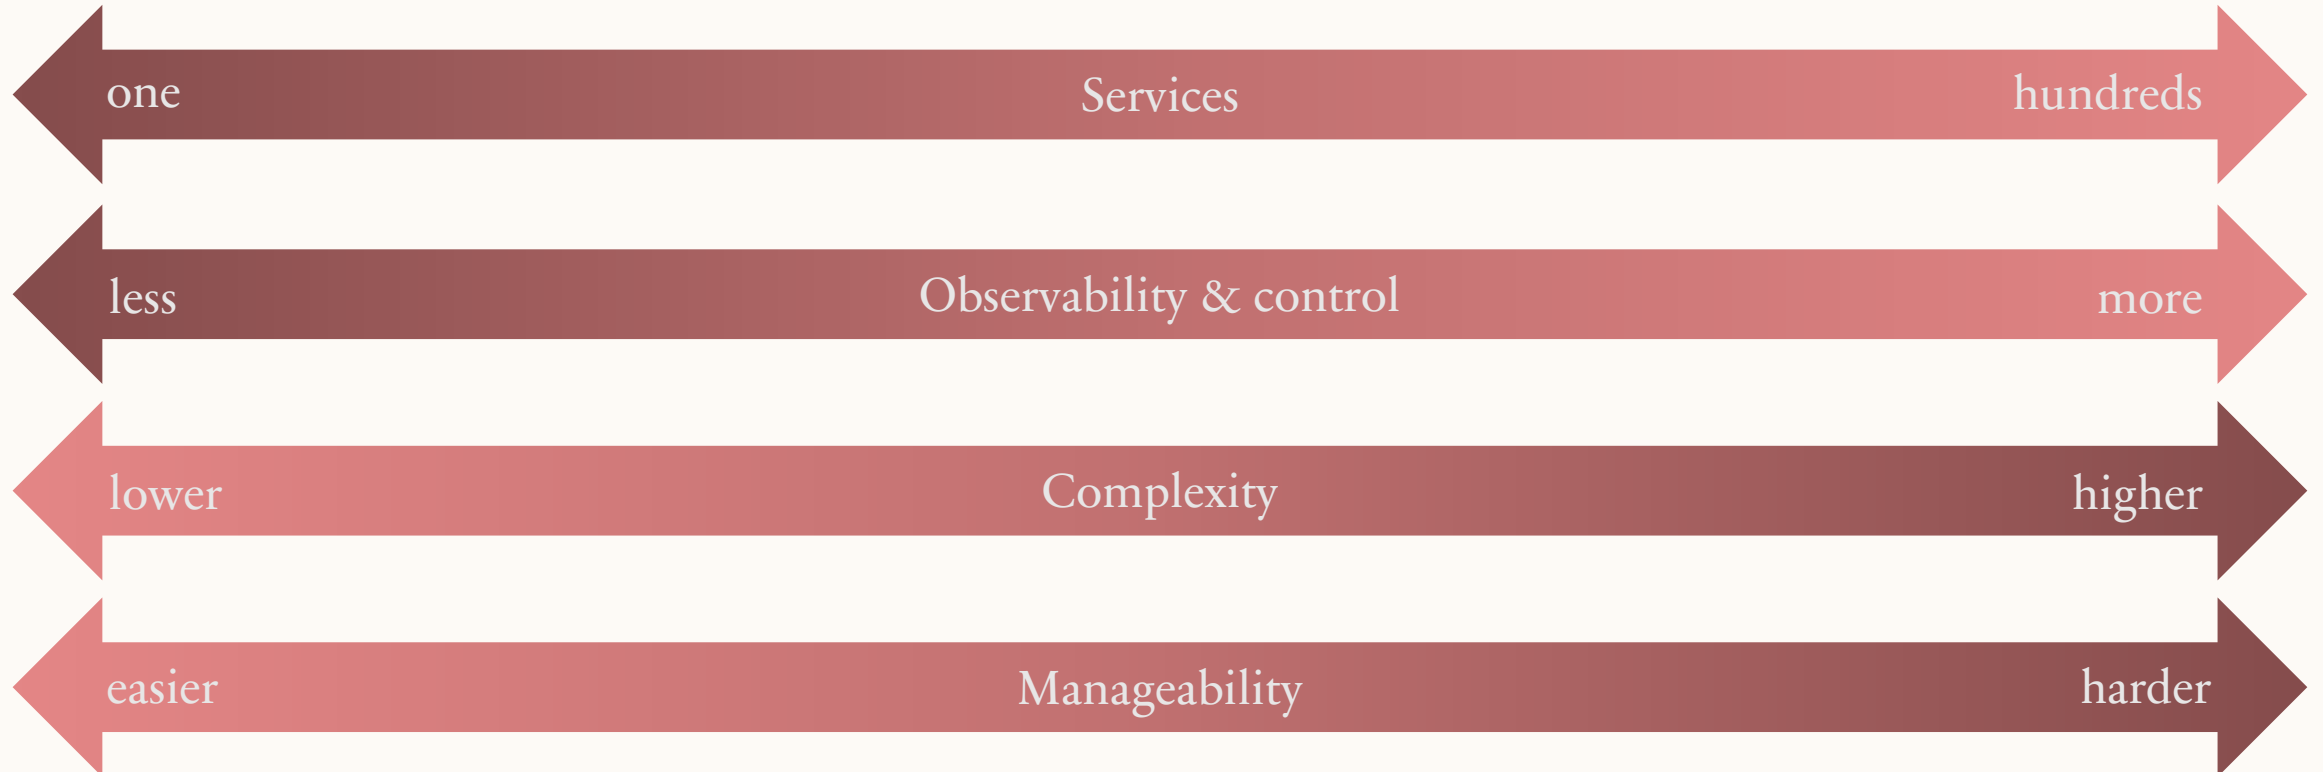 one Services hundreds
less Observability & control more
lower Complexity higher
easier Manageability harder